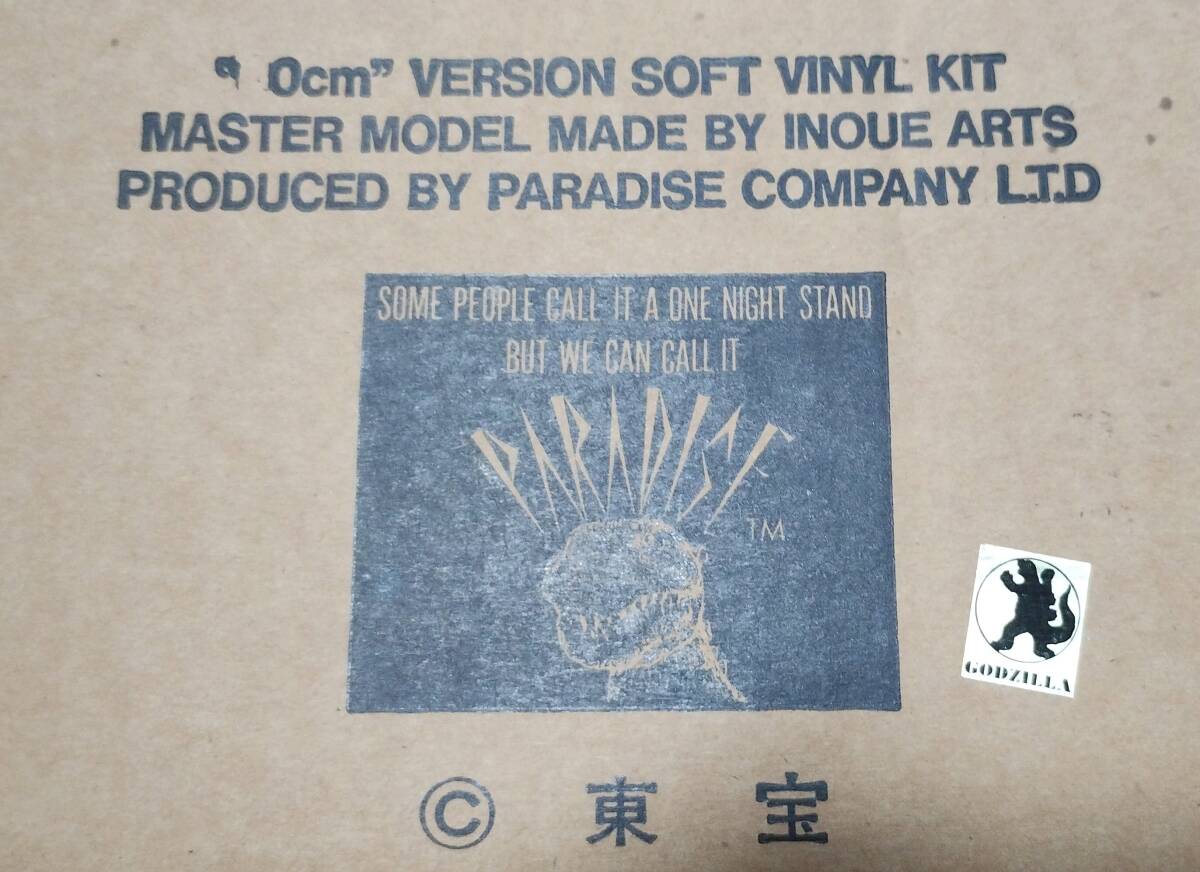 “ 0cm” VERSION SOFT VINYL KIT
MASTER MODEL MADE BY INOUE ARTS
PRODUCED BY PARADISE COMPANY L.T.D
SOME PEOPLE CALL IT A ONE NIGHT STAND
BUT WE CAN CALL IT
PARADISE
TM
GODZILLA
© 東宝